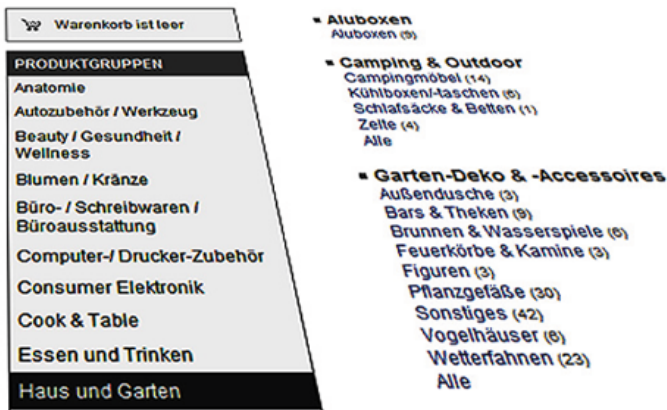 Warenkorb ist leer
PRODUKTGRUPPEN
Anatomie
Autozubehör / Werkzeug
Beauty / Gesundheit /
Wellness
Blumen / Kränze
Büro- / Schreibwaren /
Büroausstattung
Computer-/ Drucker-Zubehör
Consumer Elektronik
Cook & Table
Essen und Trinken
Haus und Garten
Aluboxen
Aluboxen (9)
Camping & Outdoor
Campingmöbel (14)
Kühlboxen/-taschen (6)
Schlafsäcke & Betten (1)
Zelte (4)
Alle
Garten-Deko & -Accessoires
Außendusche (3)
Bars & Theken (9)
Brunnen & Wasserspiele (6)
Feuerkörbe & Kamine (3)
Figuren (3)
Pflanzgefäße (30)
Sonstiges (42)
Vogelhäuser (6)
Wetterfahnen (23)
Alle